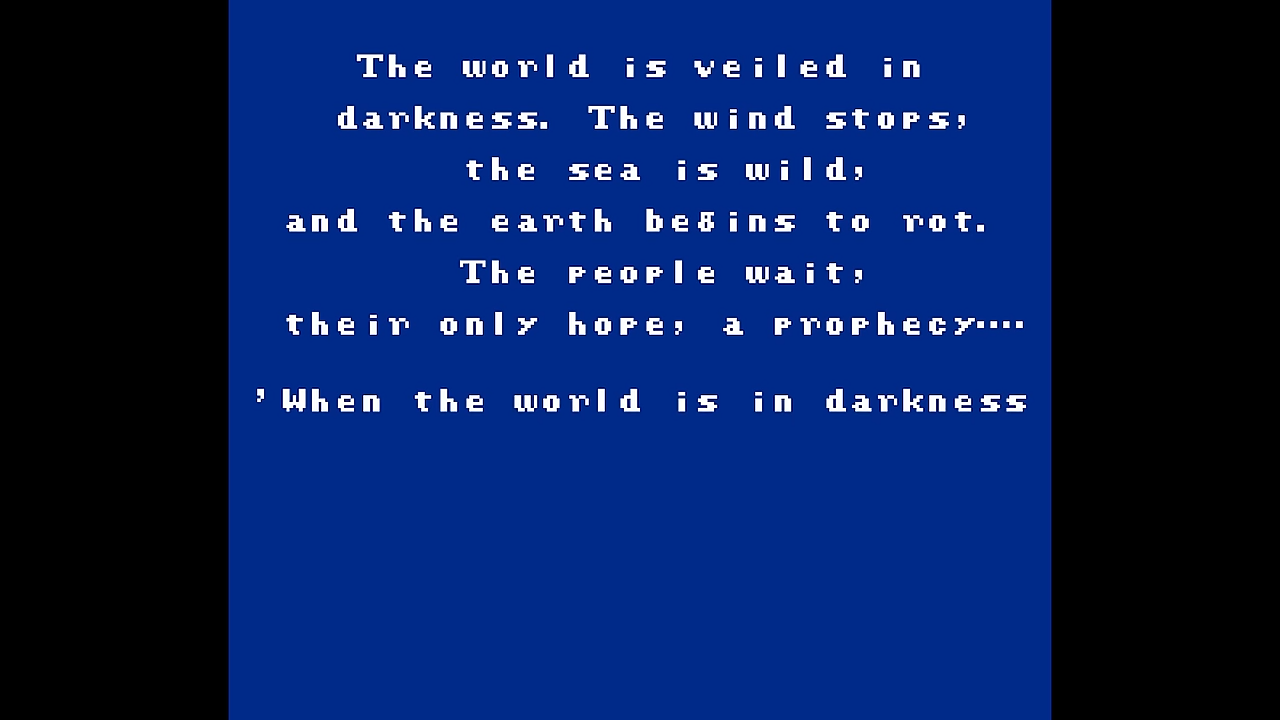 The world is veiled in
darkness. The wind stops,
the sea is wild,
and the earth begins to rot.
The people wait,
their only hope, a prophecy....
'When the world is in darkness